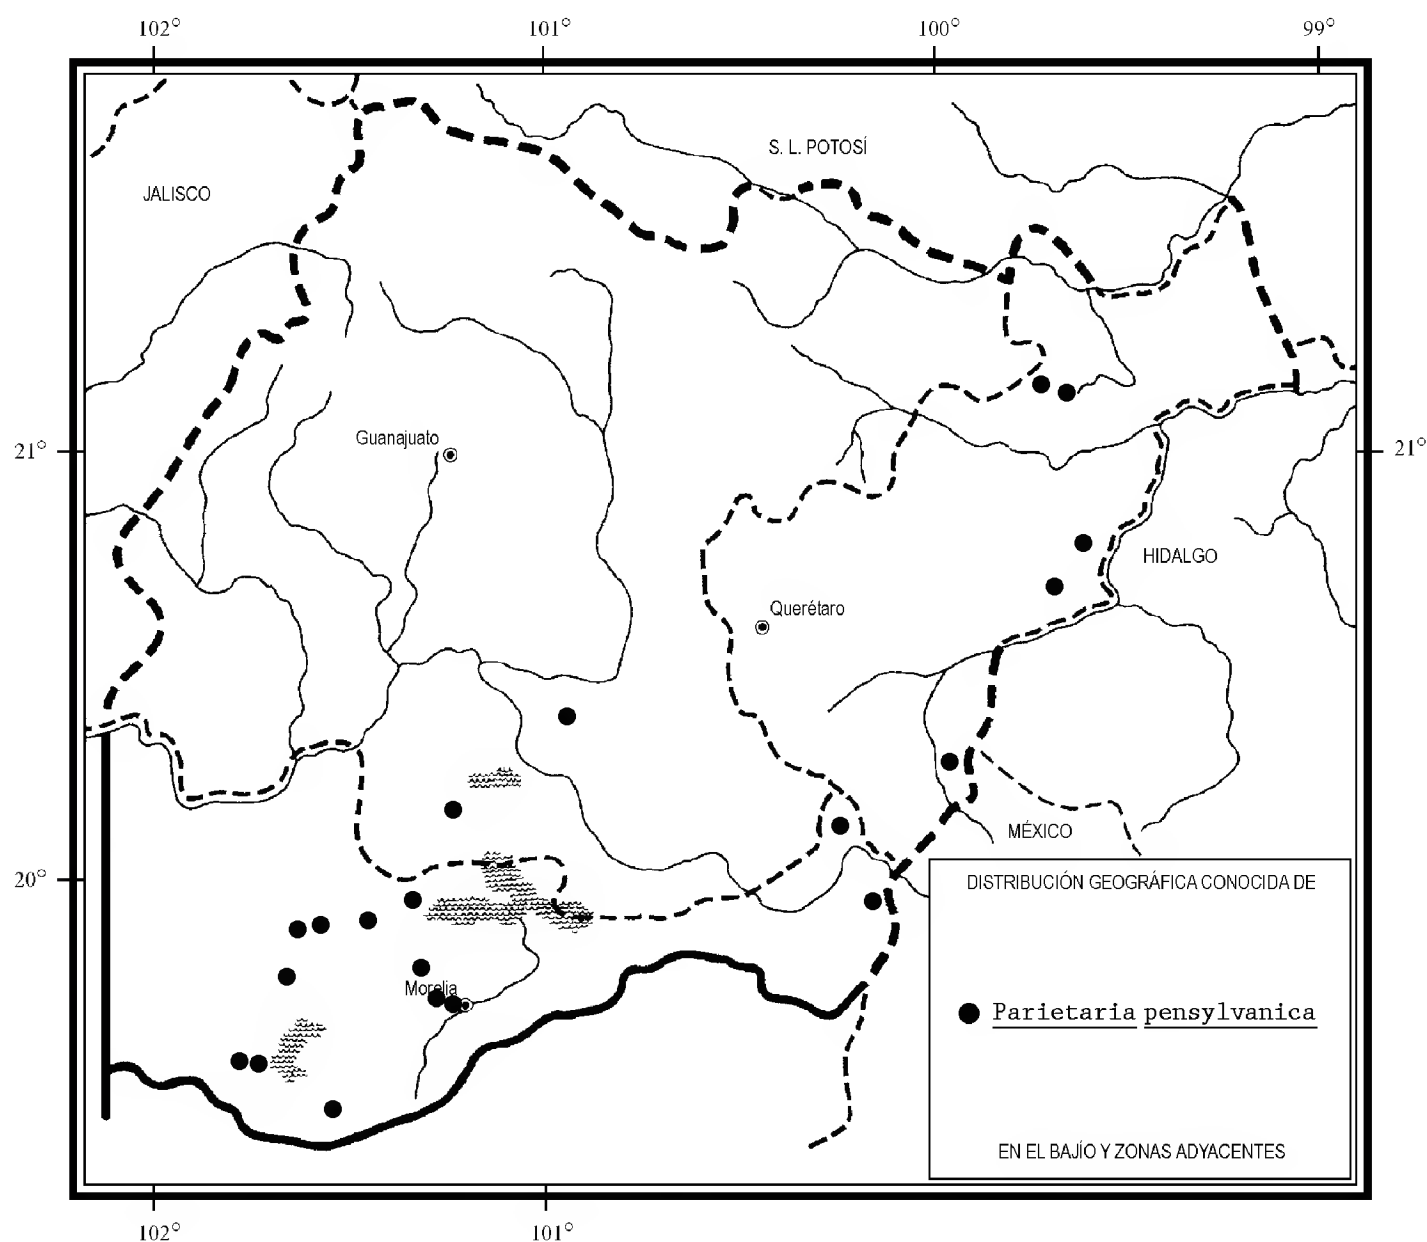 102° 101° 100° 99°
S. L. POTOSÍ
JALISCO
Guanajuato
21° 21°
HIDALGO
Querétaro
MÉXICO
20°
DISTRIBUCIÓN GEOGRÁFICA CONOCIDA DE
Morelia
Parietaria pensylvanica
EN EL BAJÍO Y ZONAS ADYACENTES
102° 101°